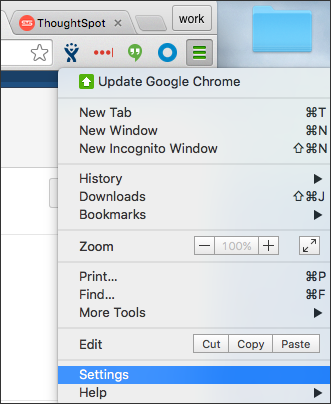 ThoughtSpot
work
Update Google Chrome
New Tab ⌘T
New Window ⌘N
New Incognito Window ⇧⌘N
History
Downloads ⇧⌘J
Bookmarks
Zoom − 100% +
Print... ⌘P
Find... ⌘F
More Tools
Edit Cut Copy Paste
Settings
Help